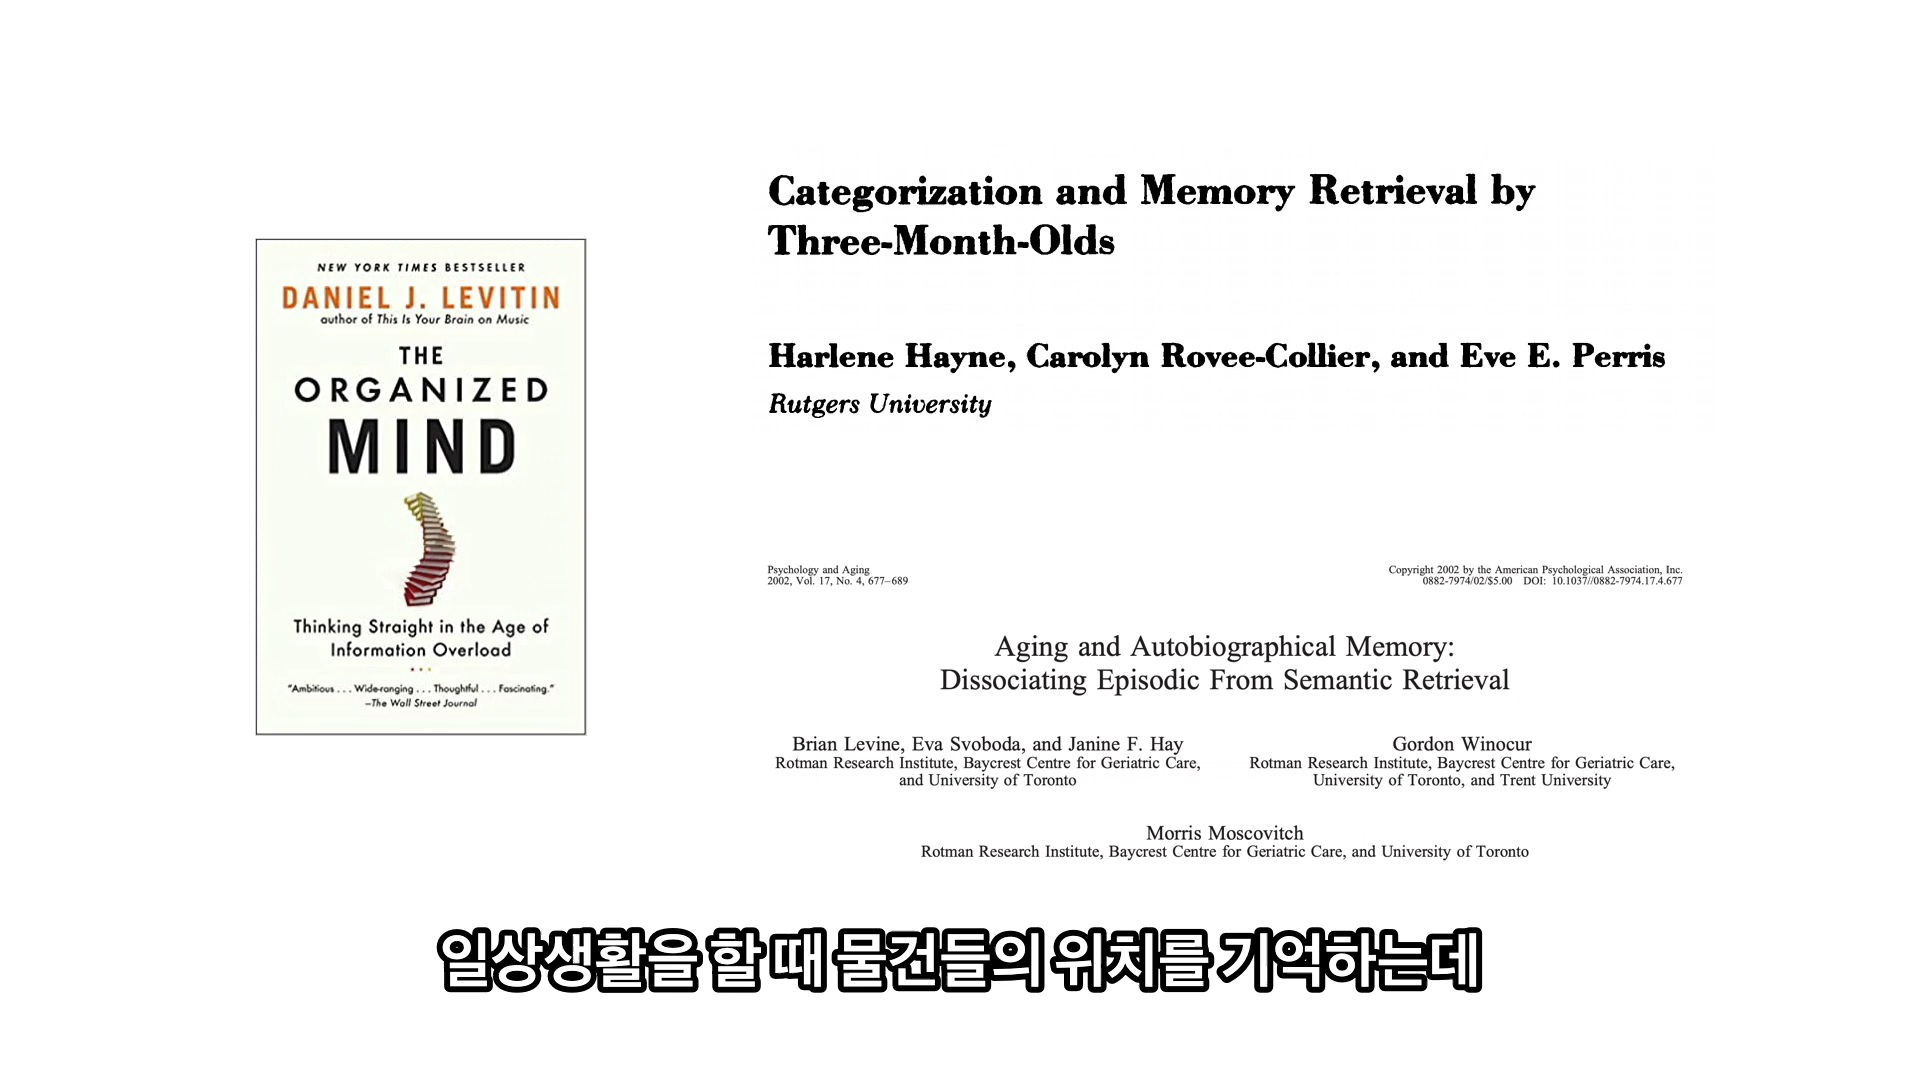 NEW YORK TIMES BESTSELLER
DANIEL J. LEVITIN
author of This Is Your Brain on Music
THE
ORGANIZED
MIND
Thinking Straight in the Age of
Information Overload
"Ambitious . . . Wide-ranging . . . Thoughtful . . . Fascinating."
–The Wall Street Journal
Categorization and Memory Retrieval by
Three-Month-Olds
Harlene Hayne, Carolyn Rovee-Collier, and Eve E. Perris
Rutgers University
Psychology and Aging
2002, Vol. 17, No. 4, 677–689
Copyright 2002 by the American Psychological Association, Inc.
0882-7974/02/$5.00 DOI: 10.1037//0882-7974.17.4.677
Aging and Autobiographical Memory:
Dissociating Episodic From Semantic Retrieval
Brian Levine, Eva Svoboda, and Janine F. Hay
Rotman Research Institute, Baycrest Centre for Geriatric Care,
and University of Toronto
Gordon Winocur
Rotman Research Institute, Baycrest Centre for Geriatric Care,
University of Toronto, and Trent University
Morris Moscovitch
Rotman Research Institute, Baycrest Centre for Geriatric Care, and University of Toronto
일상생활을 할 때 물건들의 위치를 기억하는데